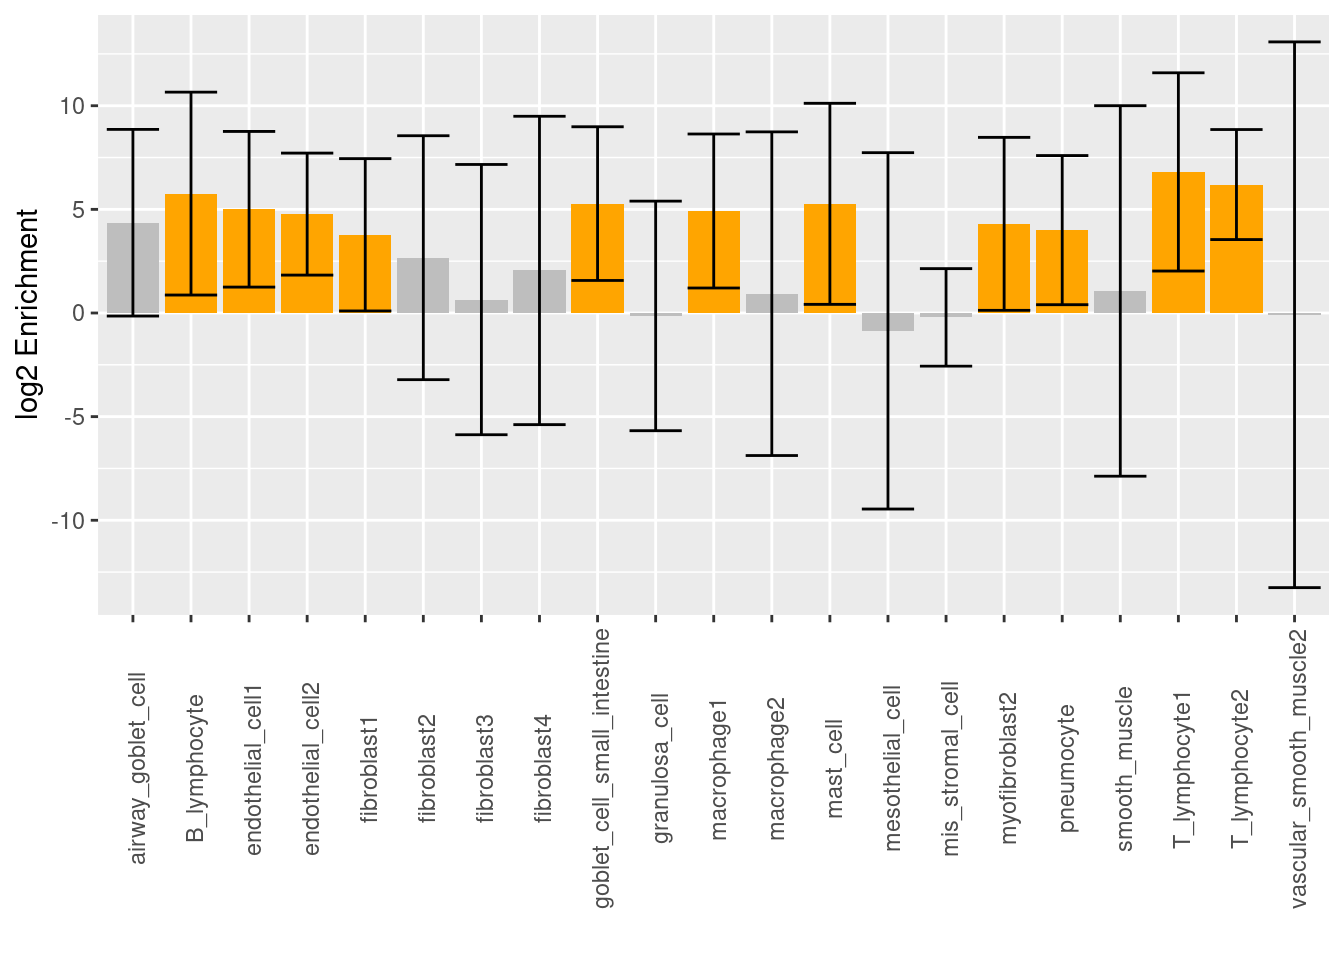 log2 Enrichment
10
5
0
-5
-10
airway_goblet_cell
B_lymphocyte
endothelial_cell1
endothelial_cell2
fibroblast1
fibroblast2
fibroblast3
fibroblast4
goblet_cell_small_intestine
granulosa_cell
macrophage1
macrophage2
mast_cell
mesothelial_cell
mis_stromal_cell
myofibroblast2
pneumocyte
smooth_muscle
T_lymphocyte1
T_lymphocyte2
vascular_smooth_muscle2